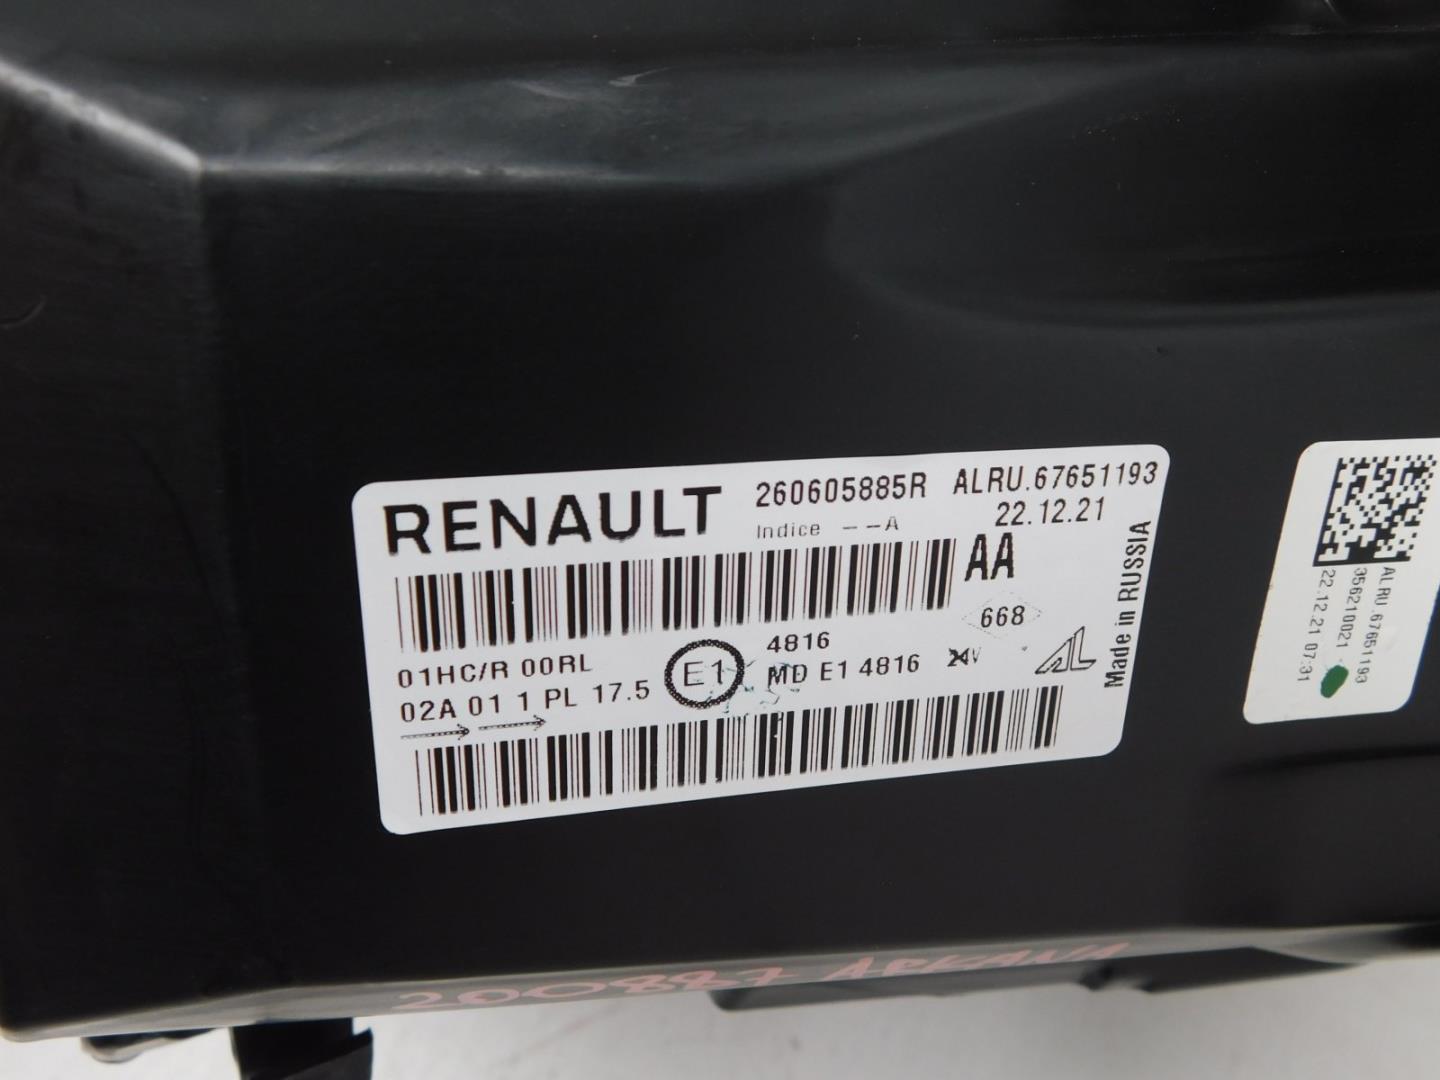 RENAULT 260605885R ALRU.67651193
Indice --A 22.12.21
AA
Made in RUSSIA
668
01HC/R 00RL E1 4816
02A 01 1 PL 17.5 MD E1 4816
AL
ALRU.67651193
356210021
22.12.21 07:31
200887 ARKANA